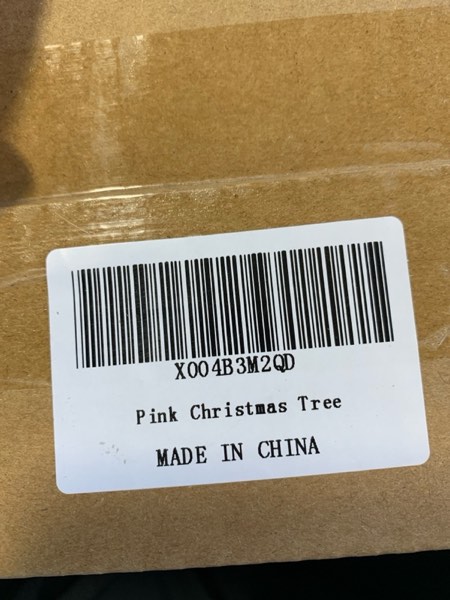 X004B3M2QD
Pink Christmas Tree
MADE IN CHINA